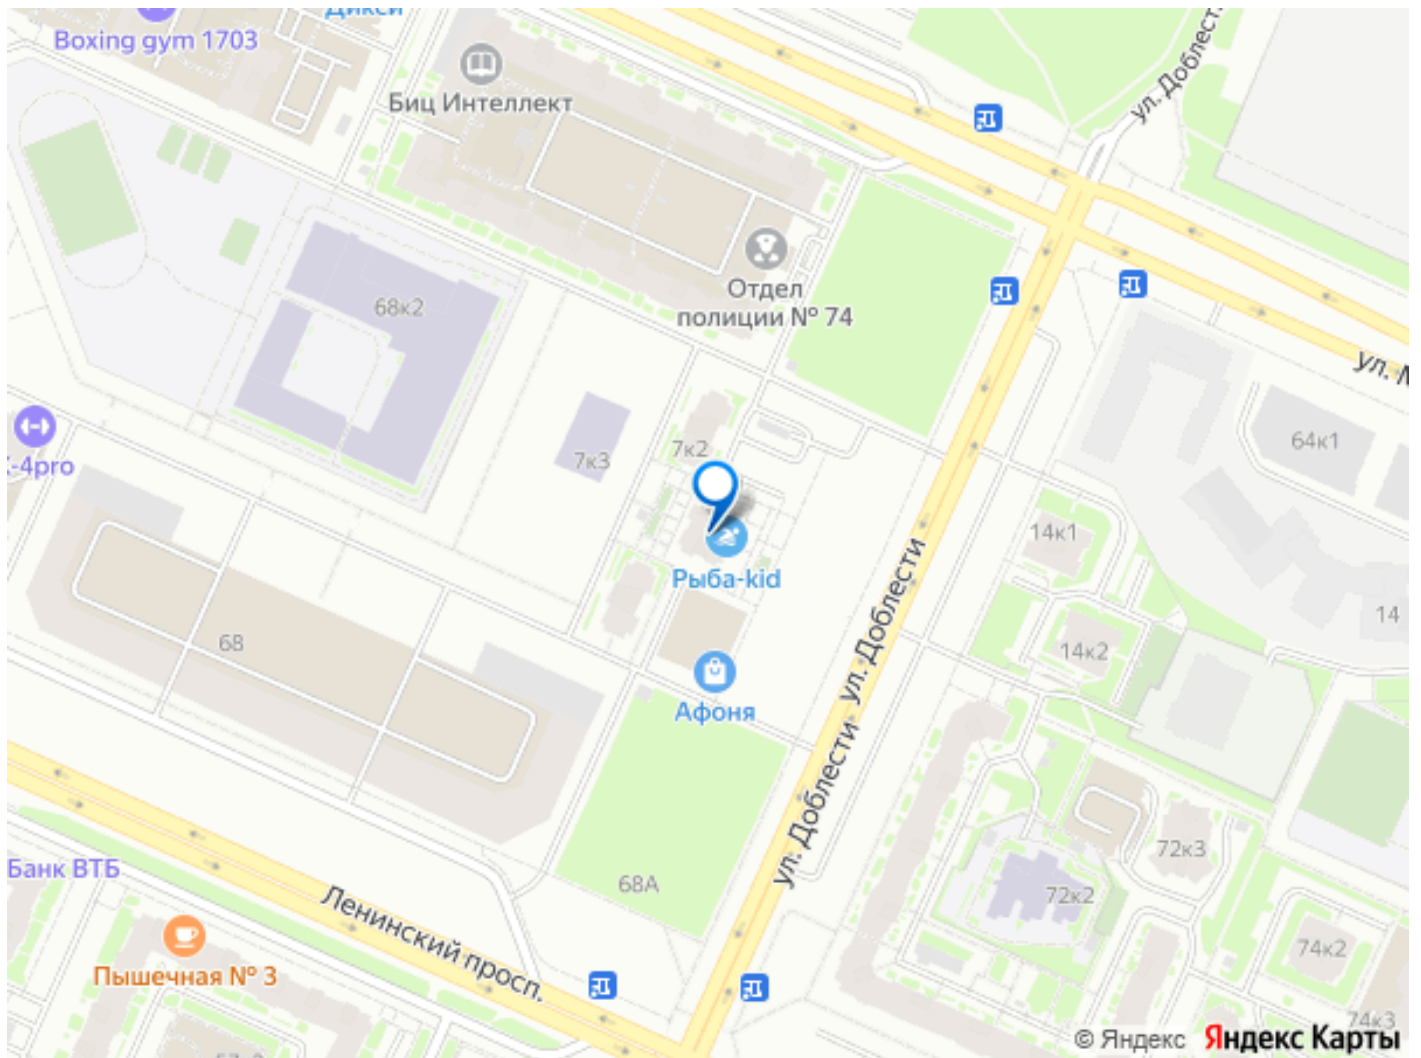 Дикси
Boxing gym 1703
ул. Доблест
Биц Интеллект
Отдел
полиции № 74
68к2
ул.
64к1
7к2
7к3
-4pro
14к1
Рыба-kid
ул. Доблести
14
68
14к2
Афоня
ул. Доблести
72к3
Банк ВТБ
68А
72к2
Ленинский просп.
74к2
Пышечная № 3
74к3
© Яндекс Яндекс Карты